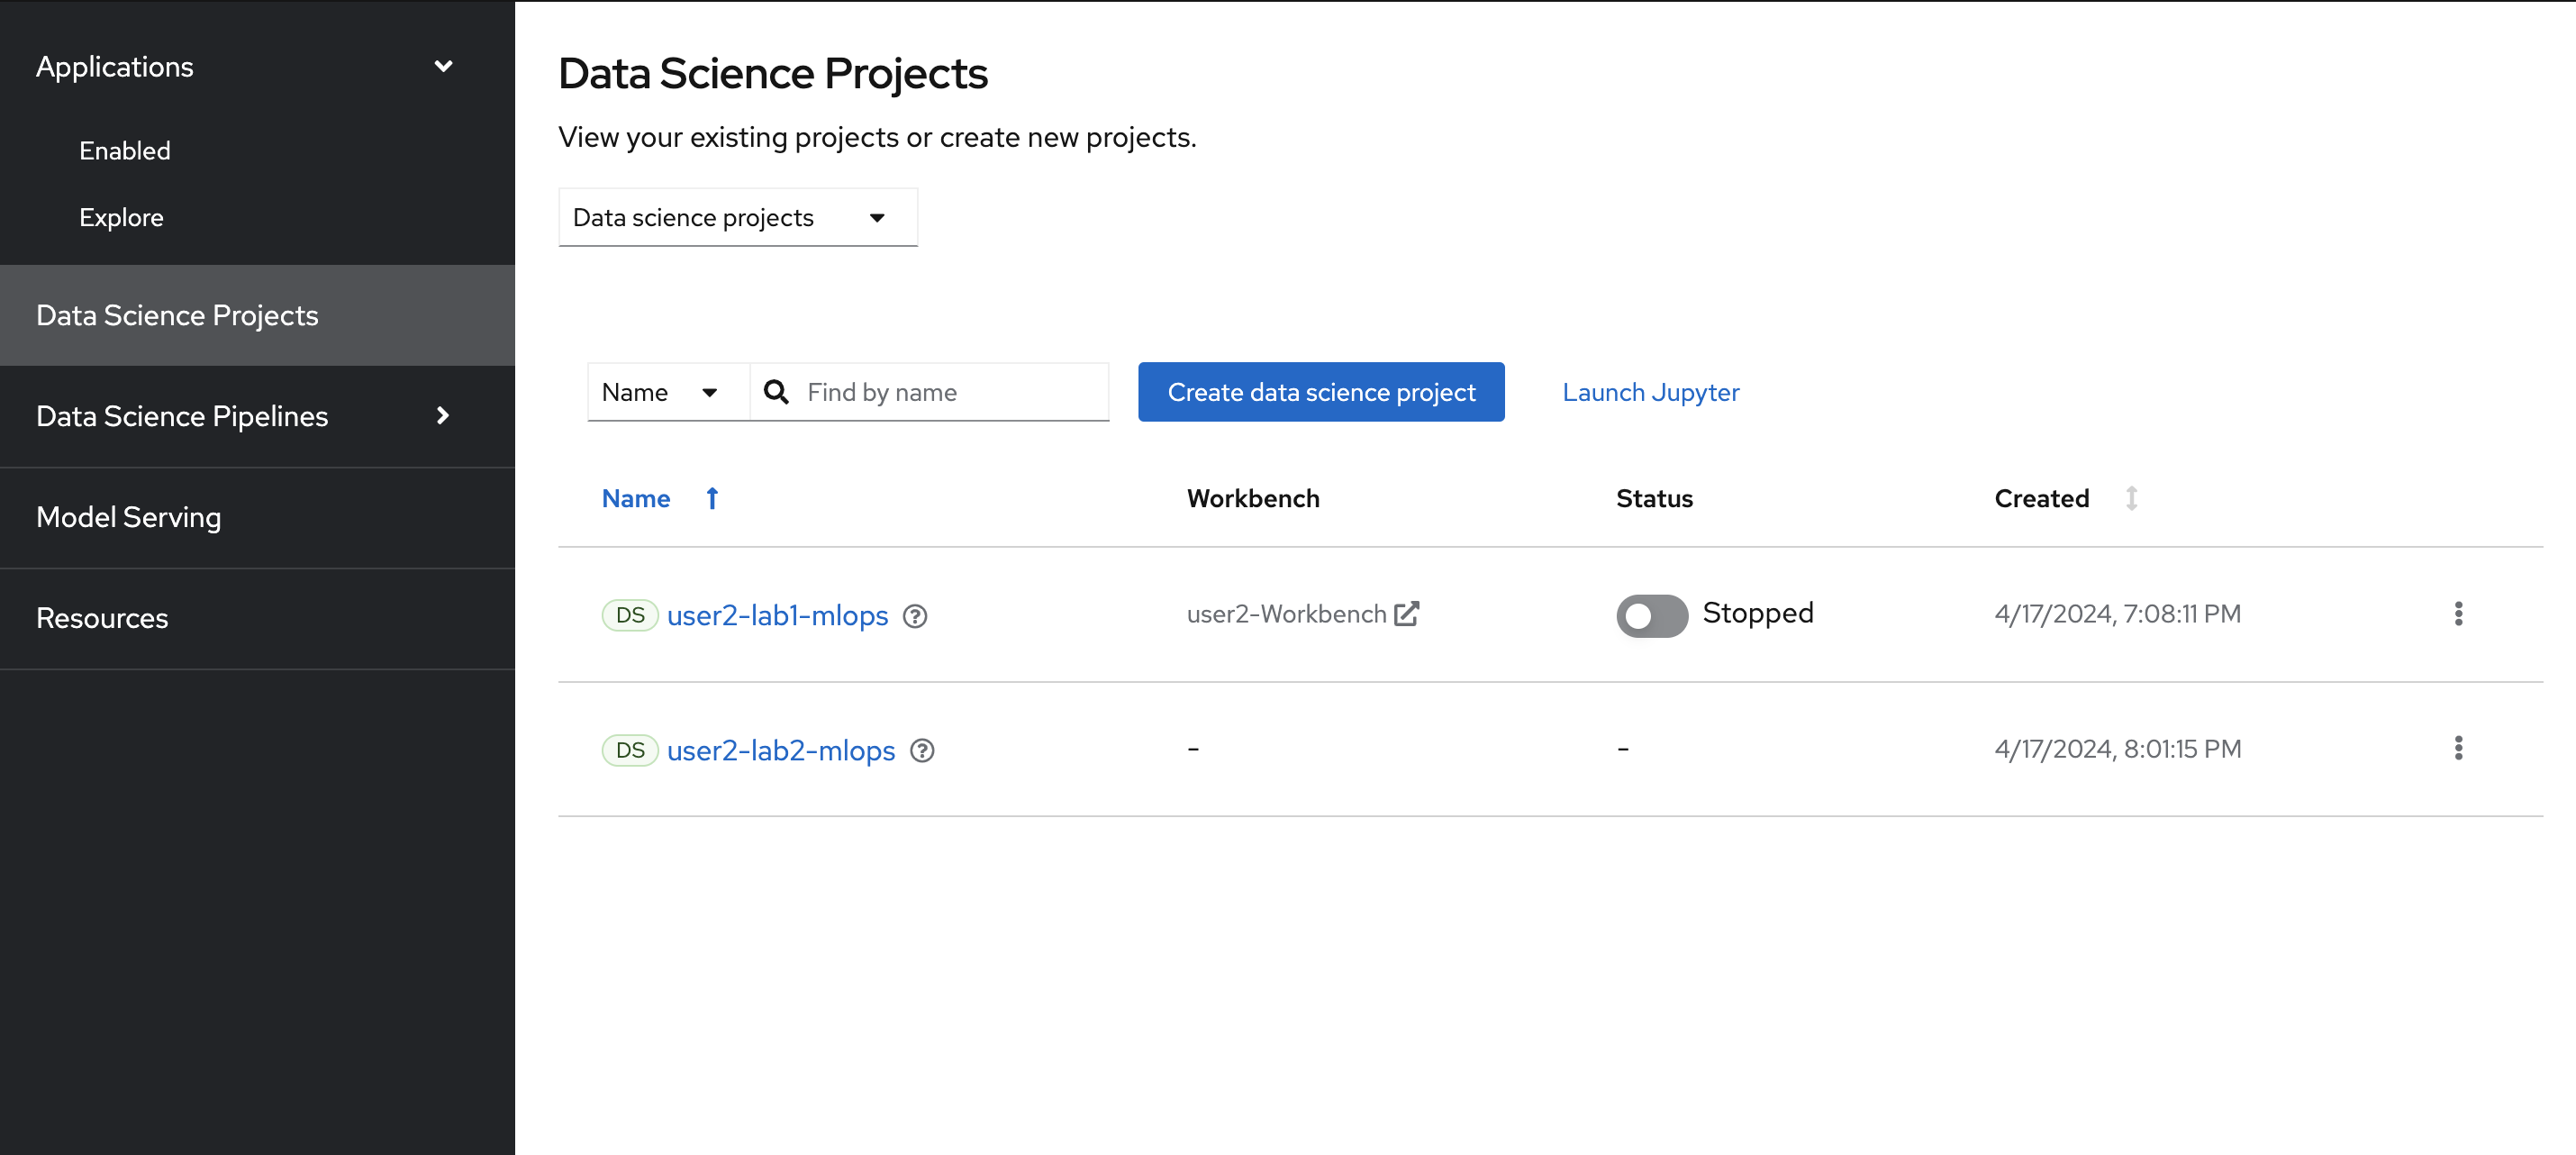 Applications
Enabled
Explore
Data Science Projects
Data Science Pipelines
Model Serving
Resources
Data Science Projects
View your existing projects or create new projects.
Data science projects
Name Find by name Create data science project Launch Jupyter
Name Workbench Status Created
DS user2-lab1-mlops user2-Workbench Stopped 4/17/2024, 7:08:11 PM
DS user2-lab2-mlops - - 4/17/2024, 8:01:15 PM